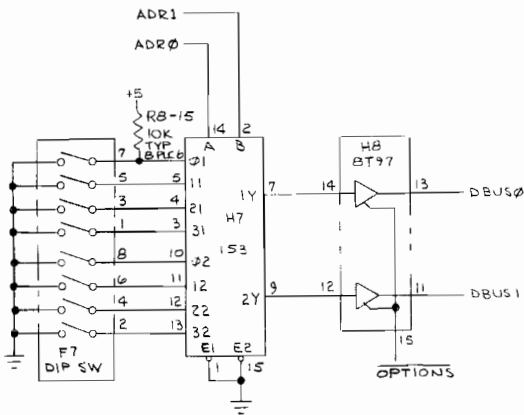 ADR1
ADRØ
+5
R8-15
10K
TYP
8 PLCS
14
2
A
B
H8
8T97
7
Ø1
5
5
11
3
4
21
1
3
31
8
10
Ø2
6
11
12
4
12
22
2
13
32
H7
153
1Y
7
14
13
DBUSØ
2Y
9
12
11
DBUS1
15
F7
DIP SW
E1
E2
1
15
OPTIONS